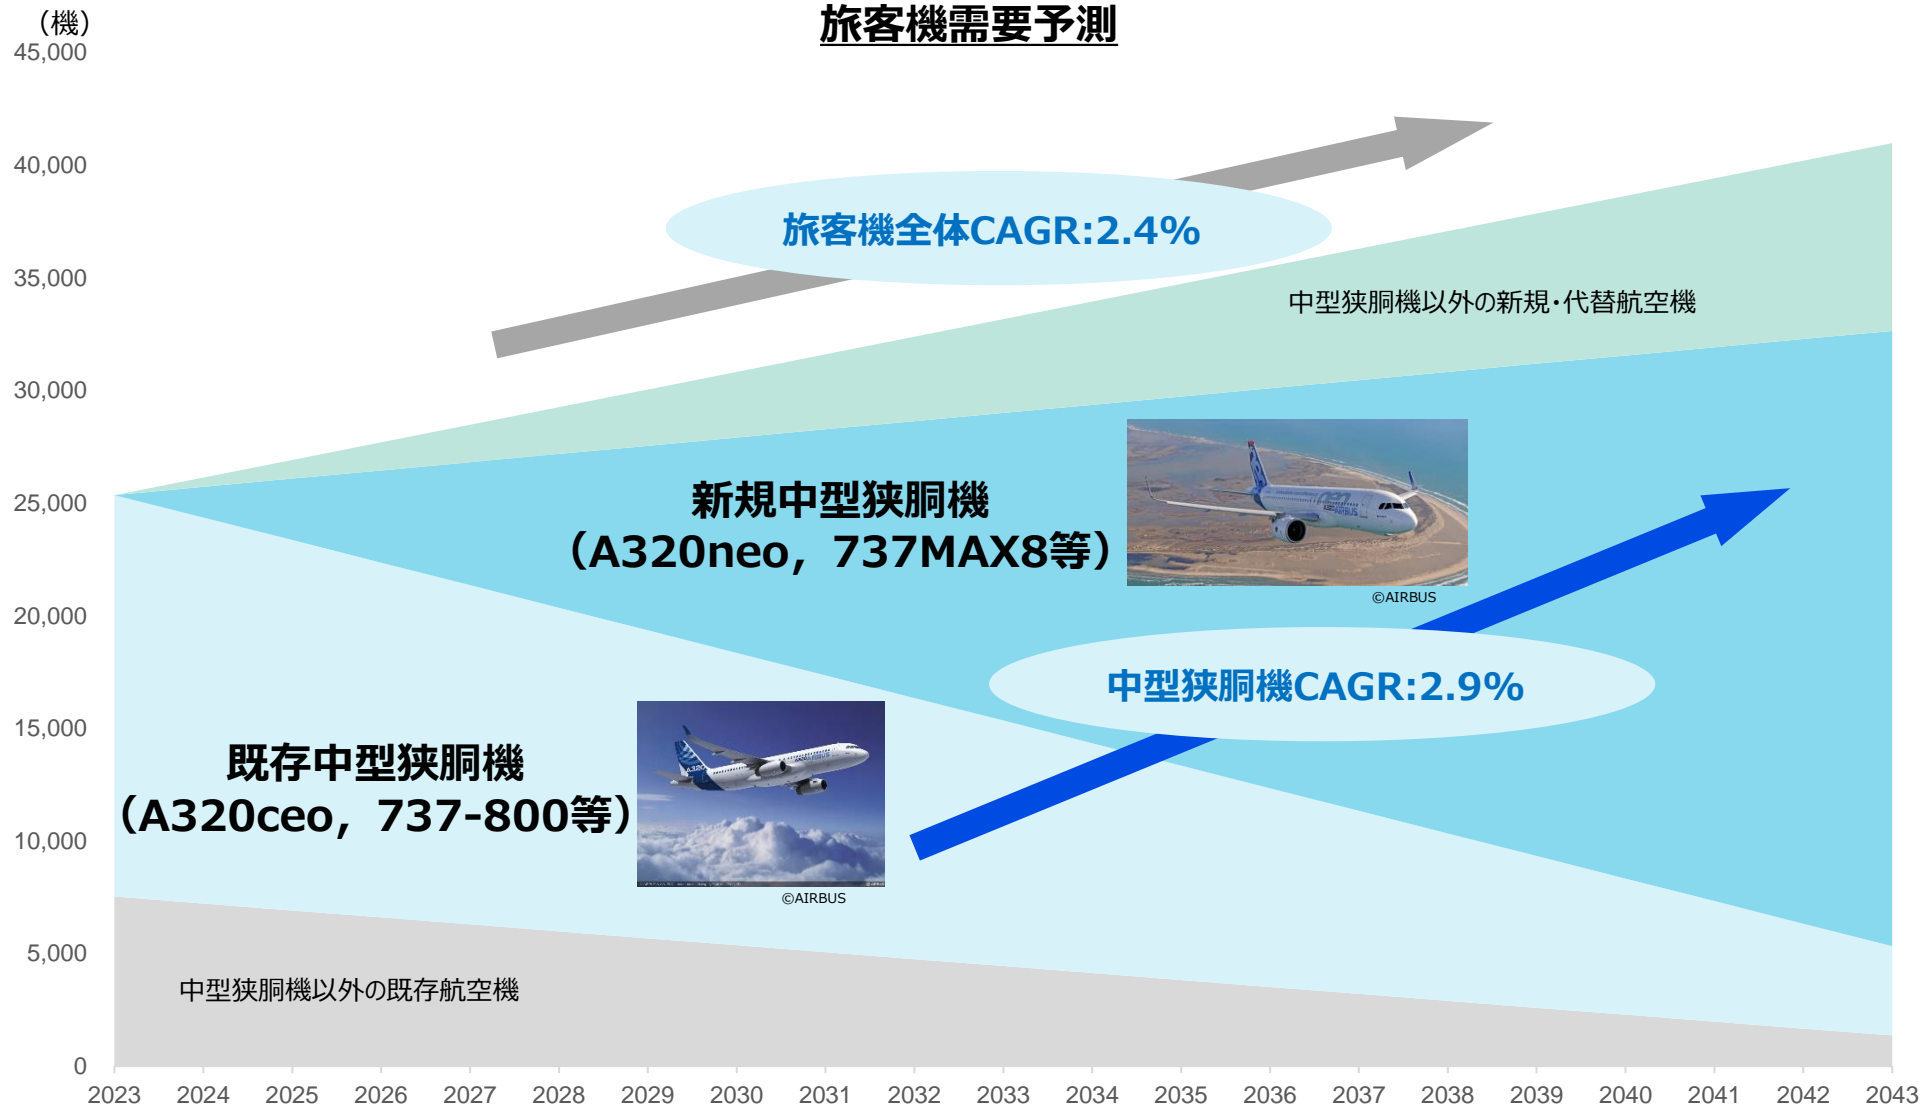 （機）
旅客機需要予測
45,000
40,000
35,000
30,000
25,000
20,000
15,000
10,000
5,000
0
旅客機全体CAGR:2.4%
中型狭胴機以外の新規・代替航空機
新規中型狭胴機
（A320neo，737MAX8等）
©AIRBUS
中型狭胴機CAGR:2.9%
既存中型狭胴機
（A320ceo，737-800等）
©AIRBUS
中型狭胴機以外の既存航空機
2023 2024 2025 2026 2027 2028 2029 2030 2031 2032 2033 2034 2035 2036 2037 2038 2039 2040 2041 2042 2043